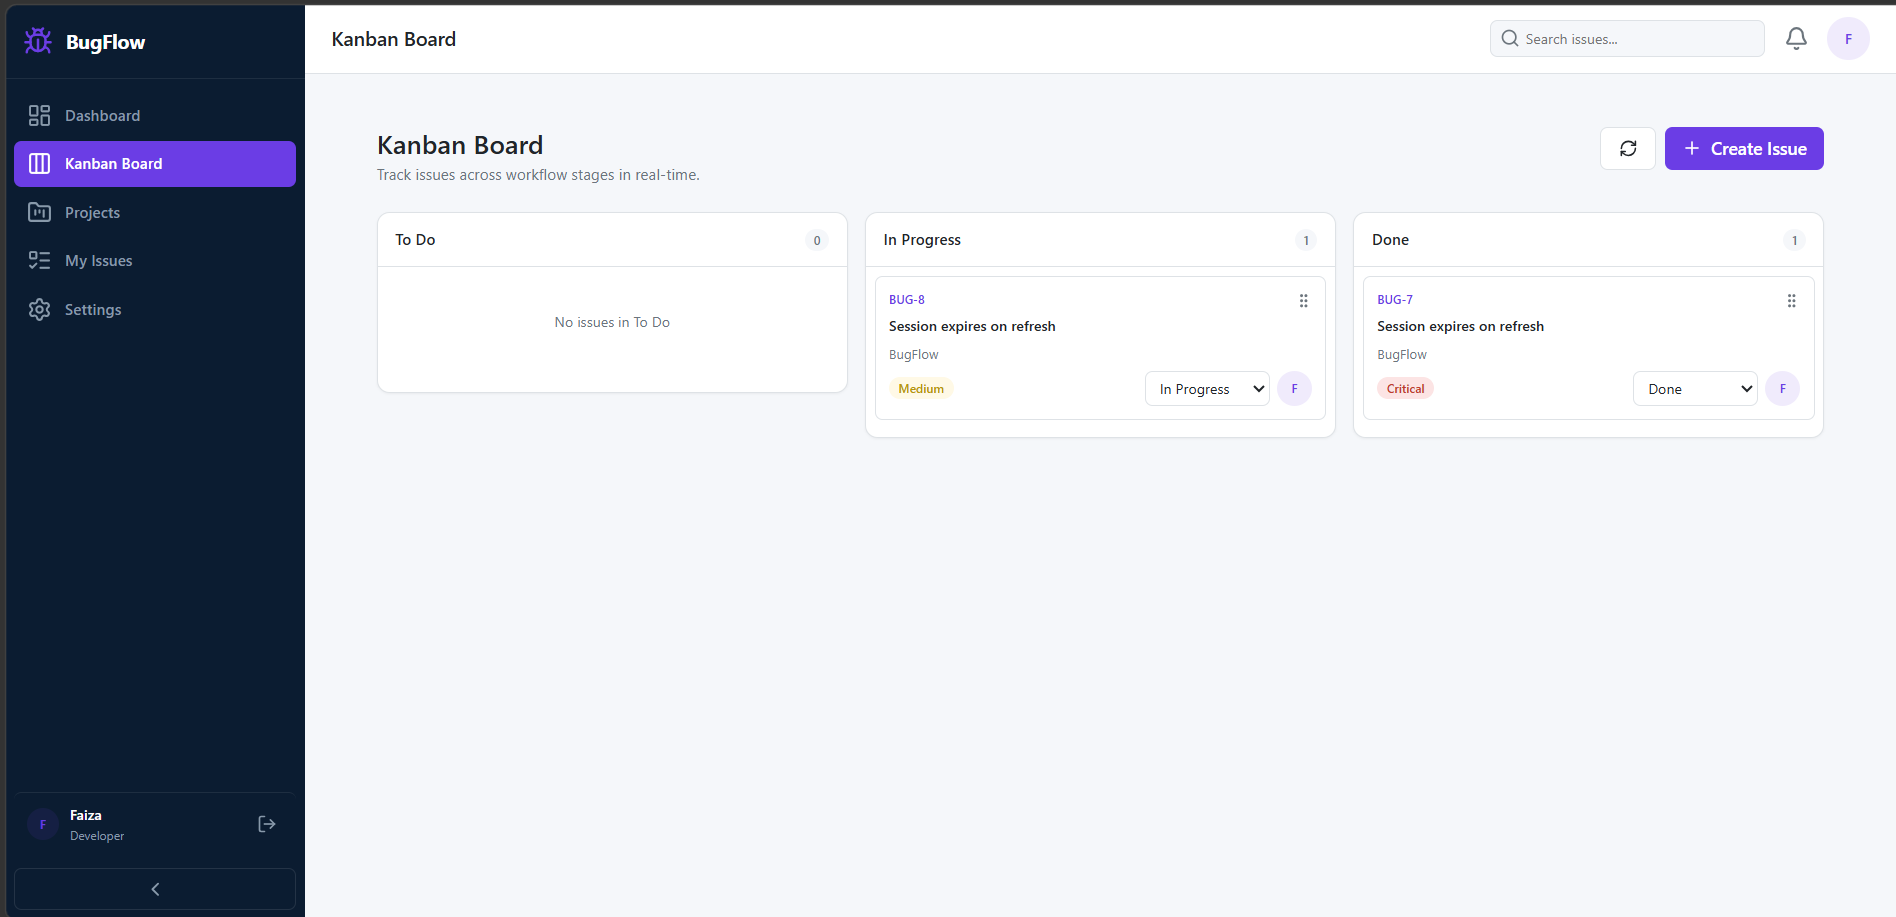 BugFlow
Dashboard
Kanban Board
Projects
My Issues
Settings
Faiza
F
Developer
Kanban Board
Search issues...
F
Kanban Board
Track issues across workflow stages in real-time.
Create Issue
To Do
0
No issues in To Do
In Progress
1
BUG-8
Session expires on refresh
BugFlow
Medium
In Progress
F
Done
1
BUG-7
Session expires on refresh
BugFlow
Critical
Done
F